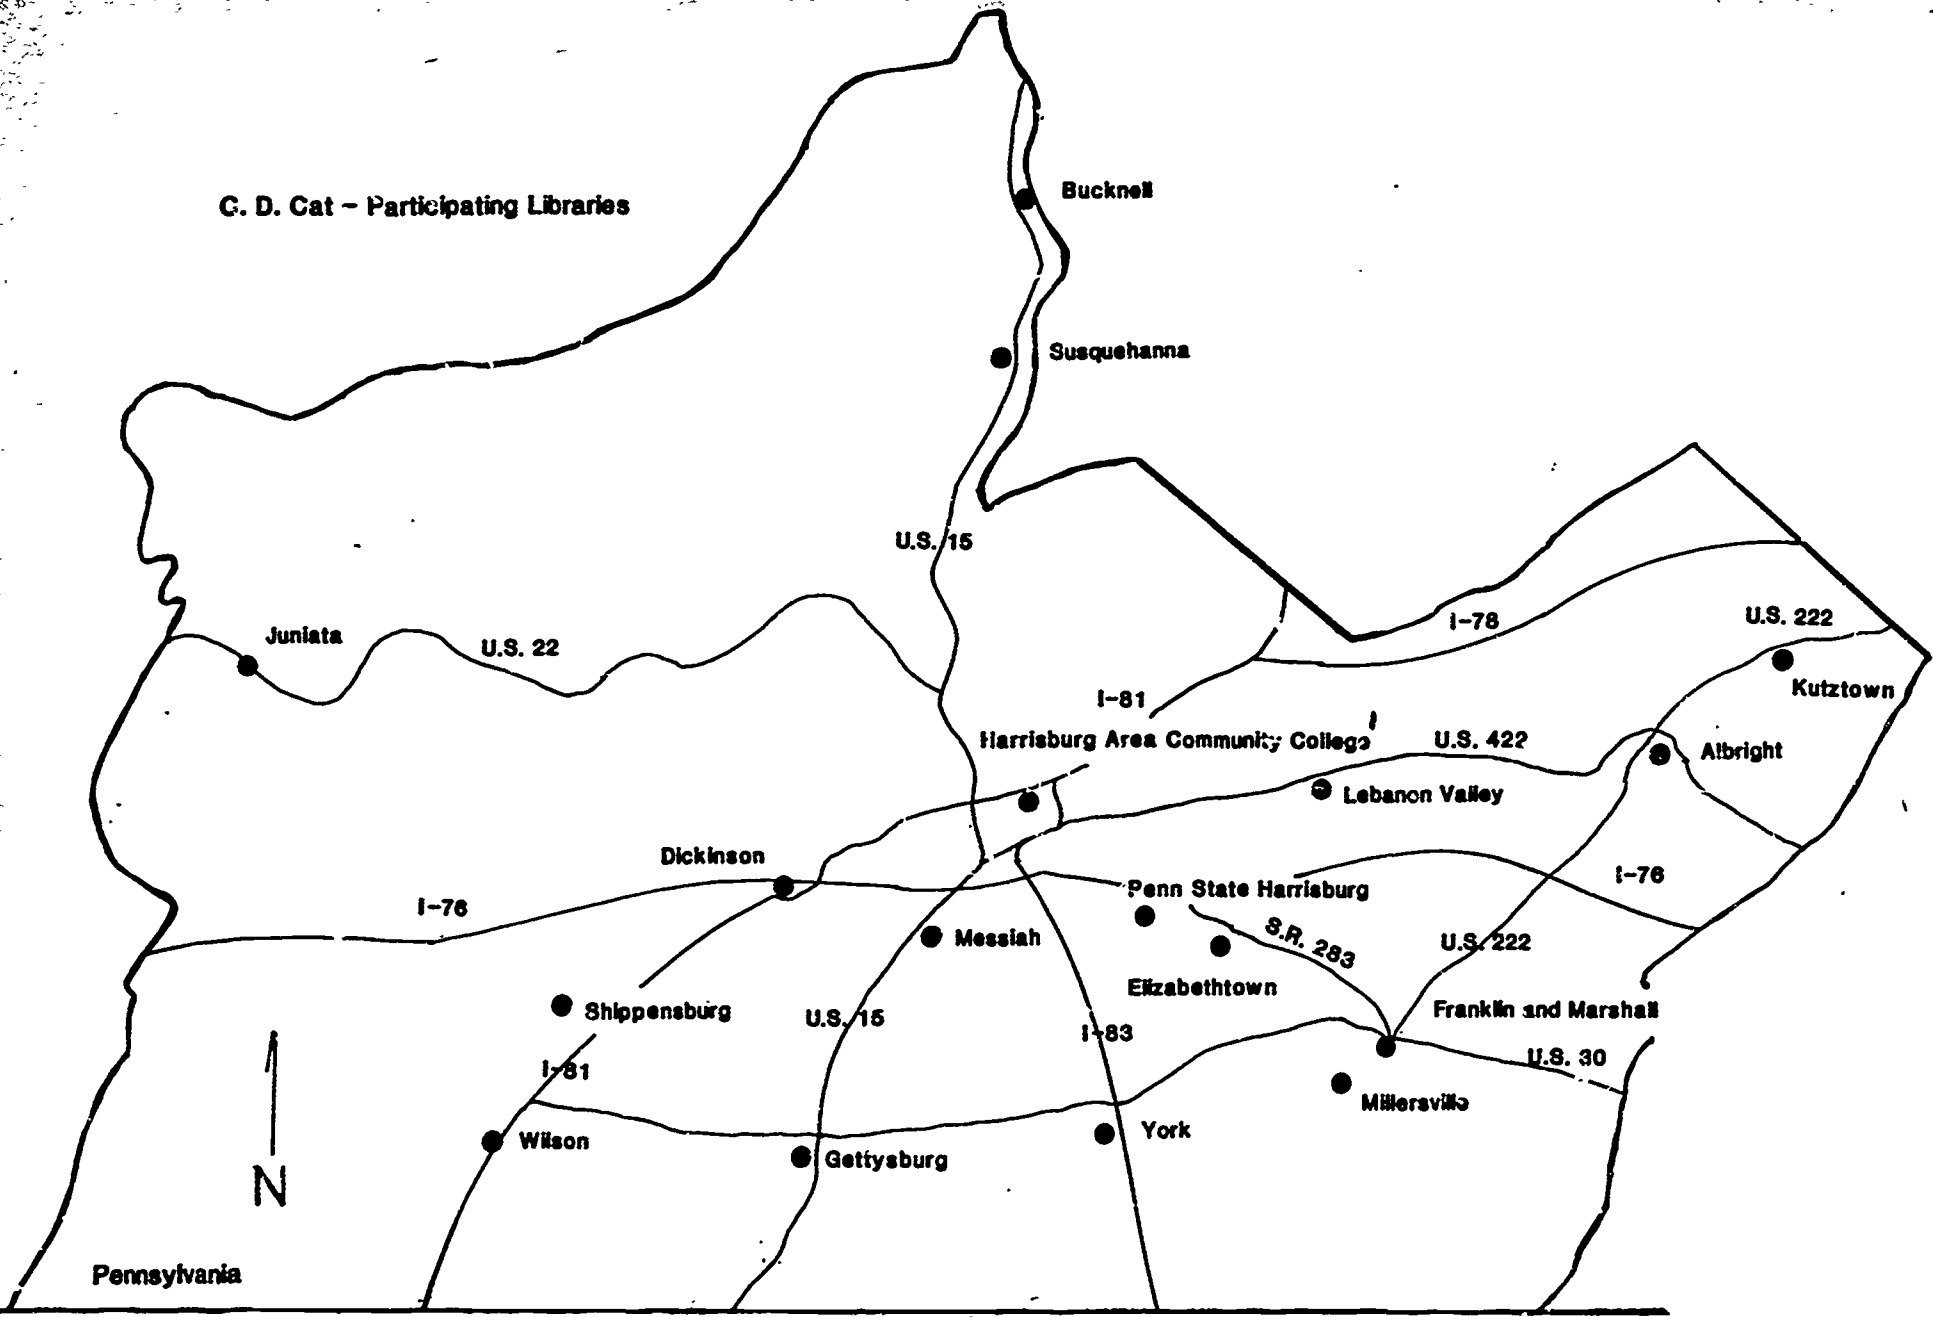 C. D. Cat - Participating Libraries
Bucknell
Susquehanna
U.S. 15
Juniata
U.S. 22
I-78
U.S. 222
Kutztown
I-81
Harrisburg Area Community College
U.S. 422
Albright
Lebanon Valley
Dickinson
I-76
Penn State Harrisburg
I-76
Messiah
S.R. 283
U.S. 222
Elizabethtown
Shippensburg
U.S. 15
I-83
Franklin and Marshall
I-81
U.S. 30
Millersville
Wilson
York
Gettysburg
N
Pennsylvania